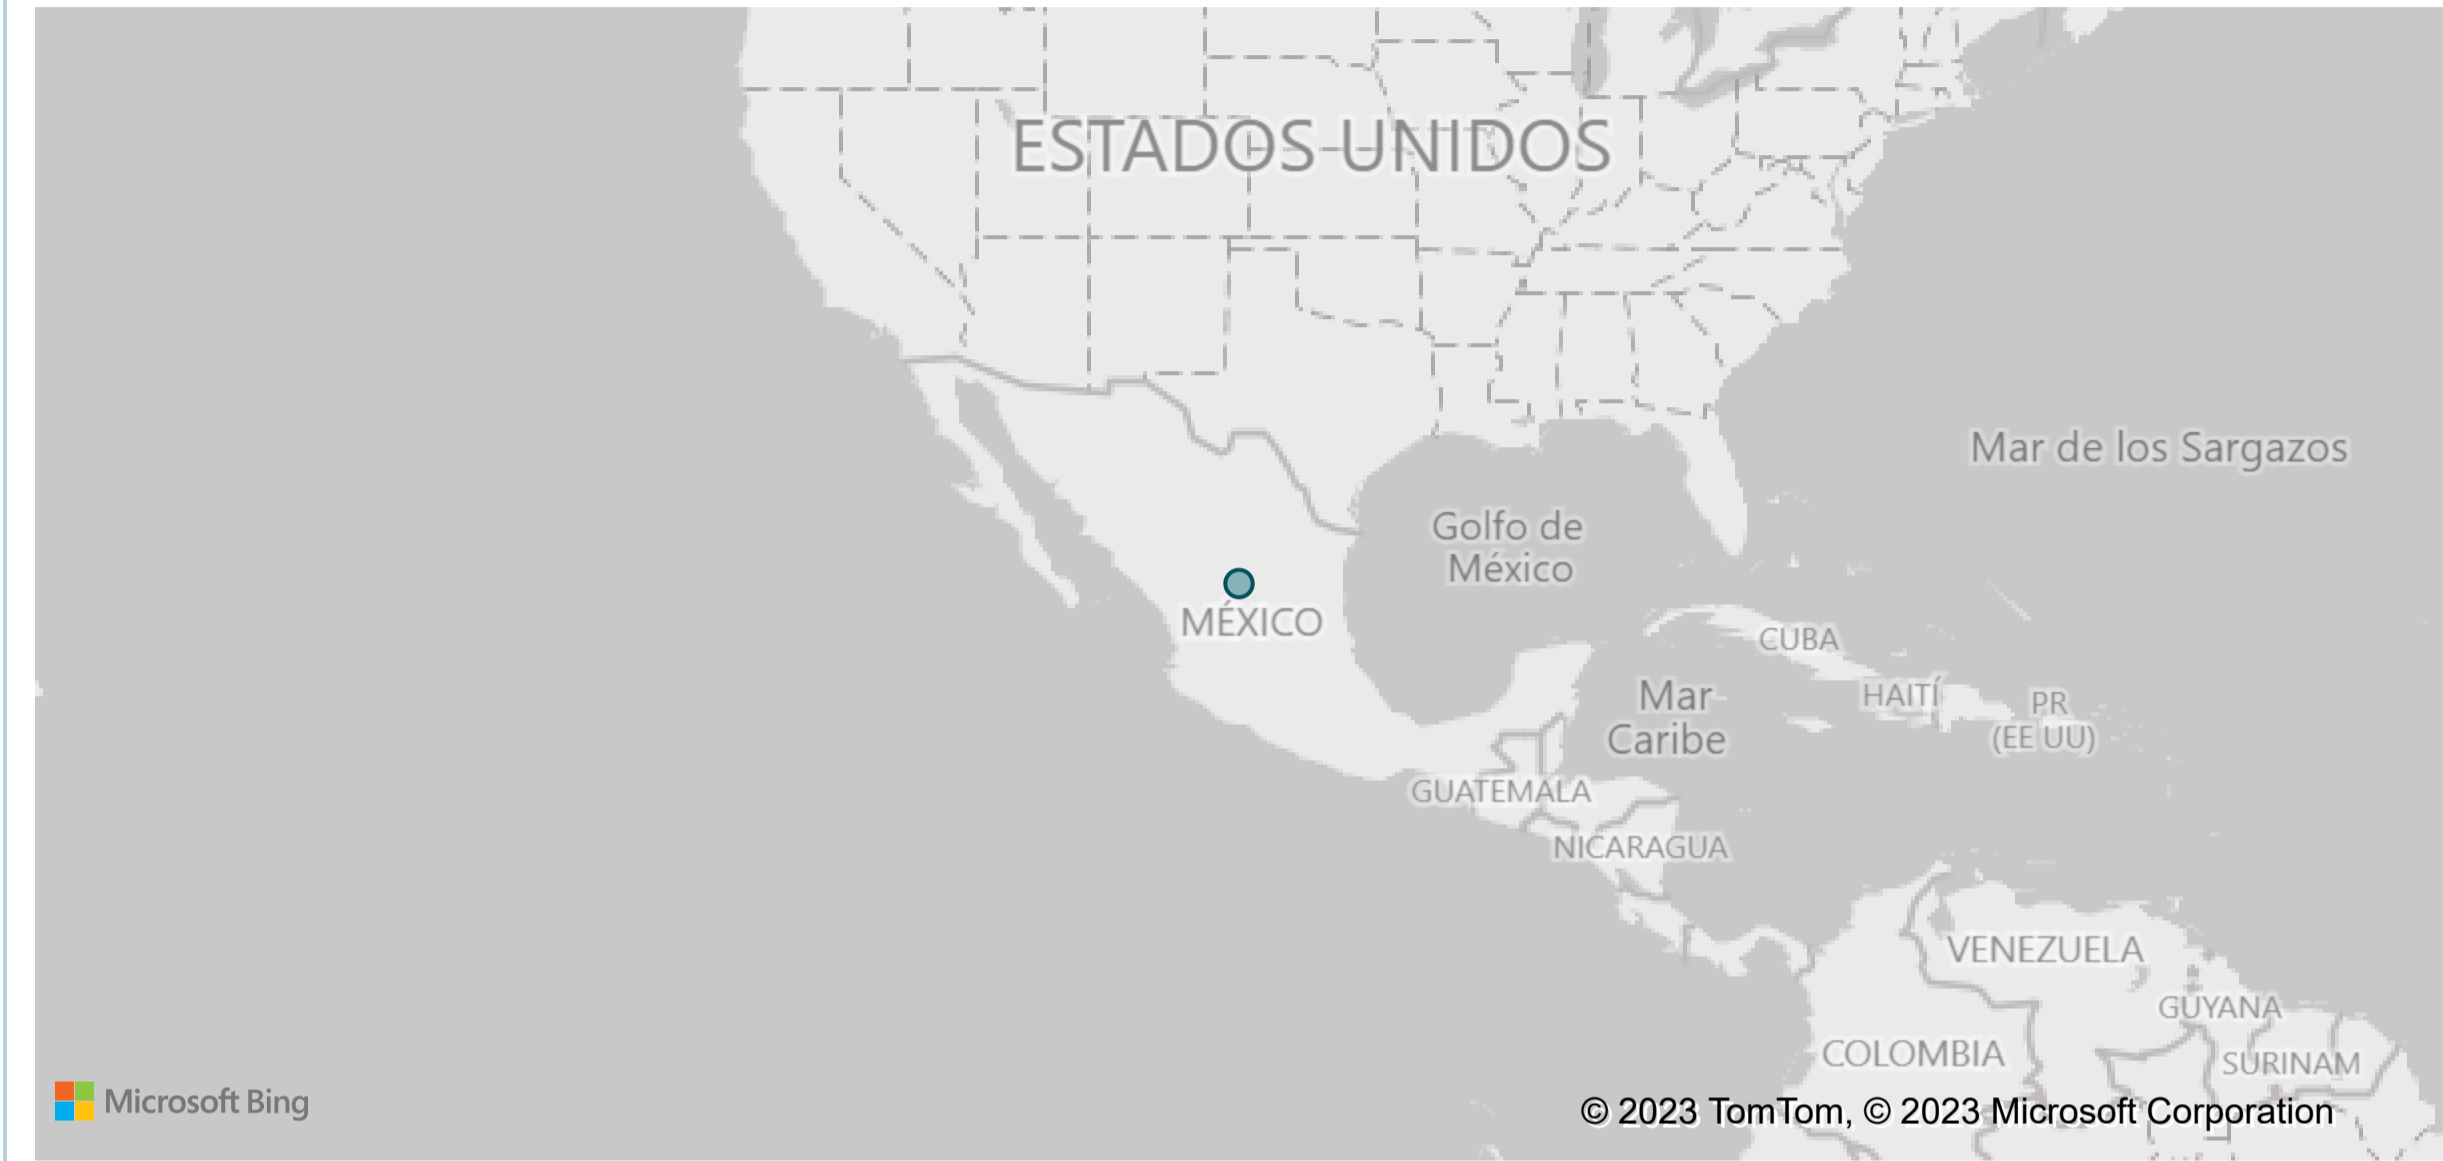 ESTADOS UNIDOS
Mar de los Sargazos
Golfo de
México
MÉXICO
CUBA
HAITÍ
PR
(EE UU)
Mar
Caribe
GUATEMALA
NICARAGUA
VENEZUELA
GUYANA
COLOMBIA
SURINAM
Microsoft Bing
© 2023 TomTom, © 2023 Microsoft Corporation